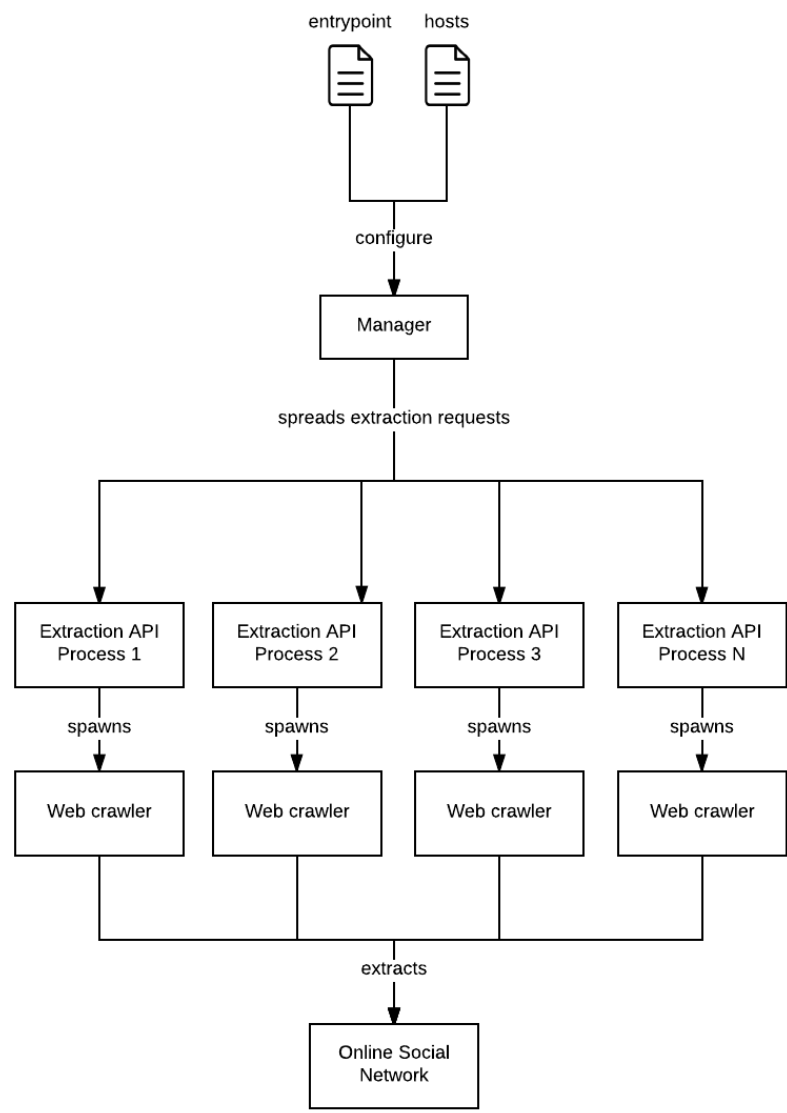 entrypoint
hosts
configure
Manager
spreads extraction requests
Extraction API
Process 1
Extraction API
Process 2
Extraction API
Process 3
Extraction API
Process N
spawns
spawns
spawns
spawns
Web crawler
Web crawler
Web crawler
Web crawler
extracts
Online Social
Network